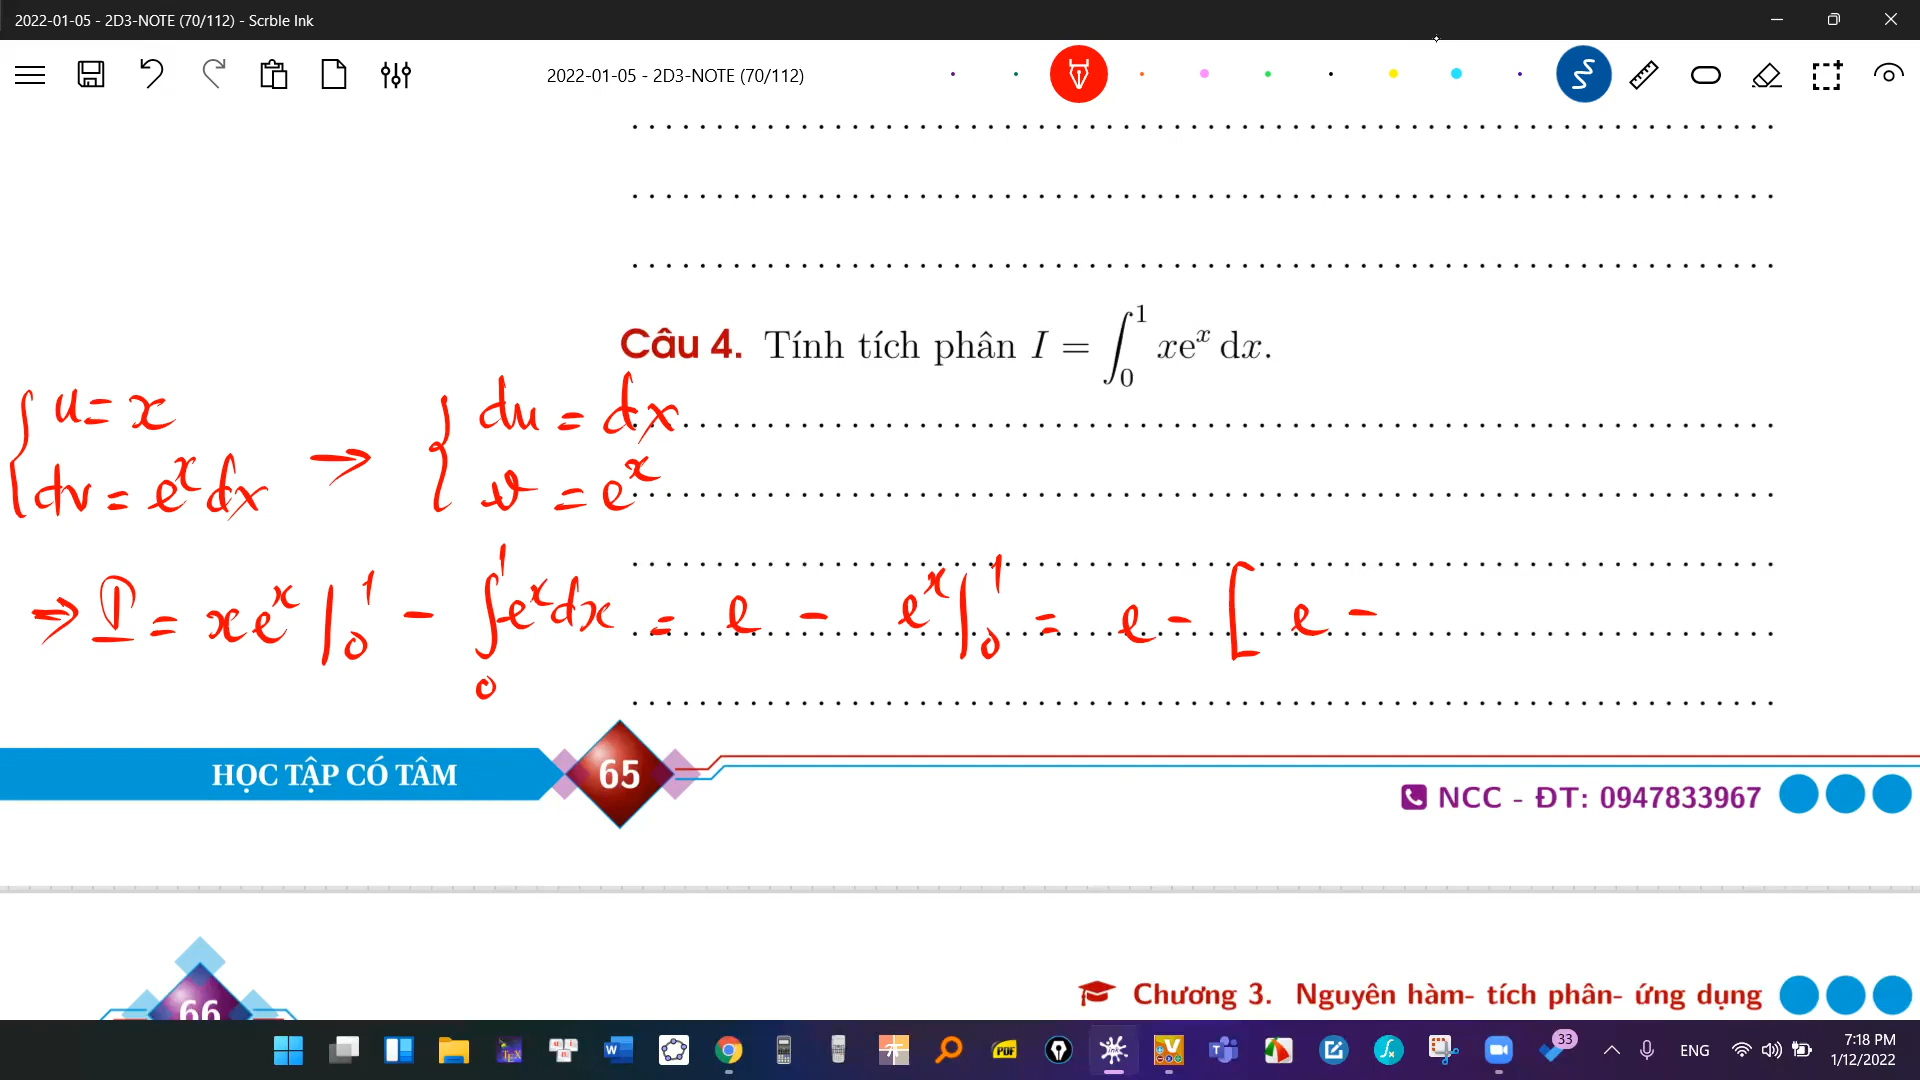 2022-01-05 - 2D3-NOTE (70/112) - Scrble Ink
2022-01-05 - 2D3-NOTE (70/112)
Câu 4. Tính tích phân I = ∫₀¹ xeˣ dx.
{ u = x
{ dv = eˣdx → { du = dx
{ v = eˣ
⇒ I = xeˣ |₀¹ - ∫₀¹ eˣdx = e - eˣ|₀¹ = e - [ e -
HỌC TẬP CÓ TÂM
65
NCC - ĐT: 0947833967
66
Chương 3. Nguyên hàm- tích phân- ứng dụng
33
ENG
7:18 PM
1/12/2022